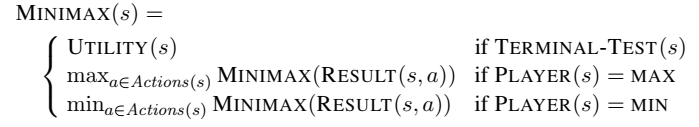 MINIMAX(s) =
UTILITY(s) if TERMINAL-TEST(s)
max_{a∈Actions(s)} MINIMAX(RESULT(s, a)) if PLAYER(s) = MAX
min_{a∈Actions(s)} MINIMAX(RESULT(s, a)) if PLAYER(s) = MIN